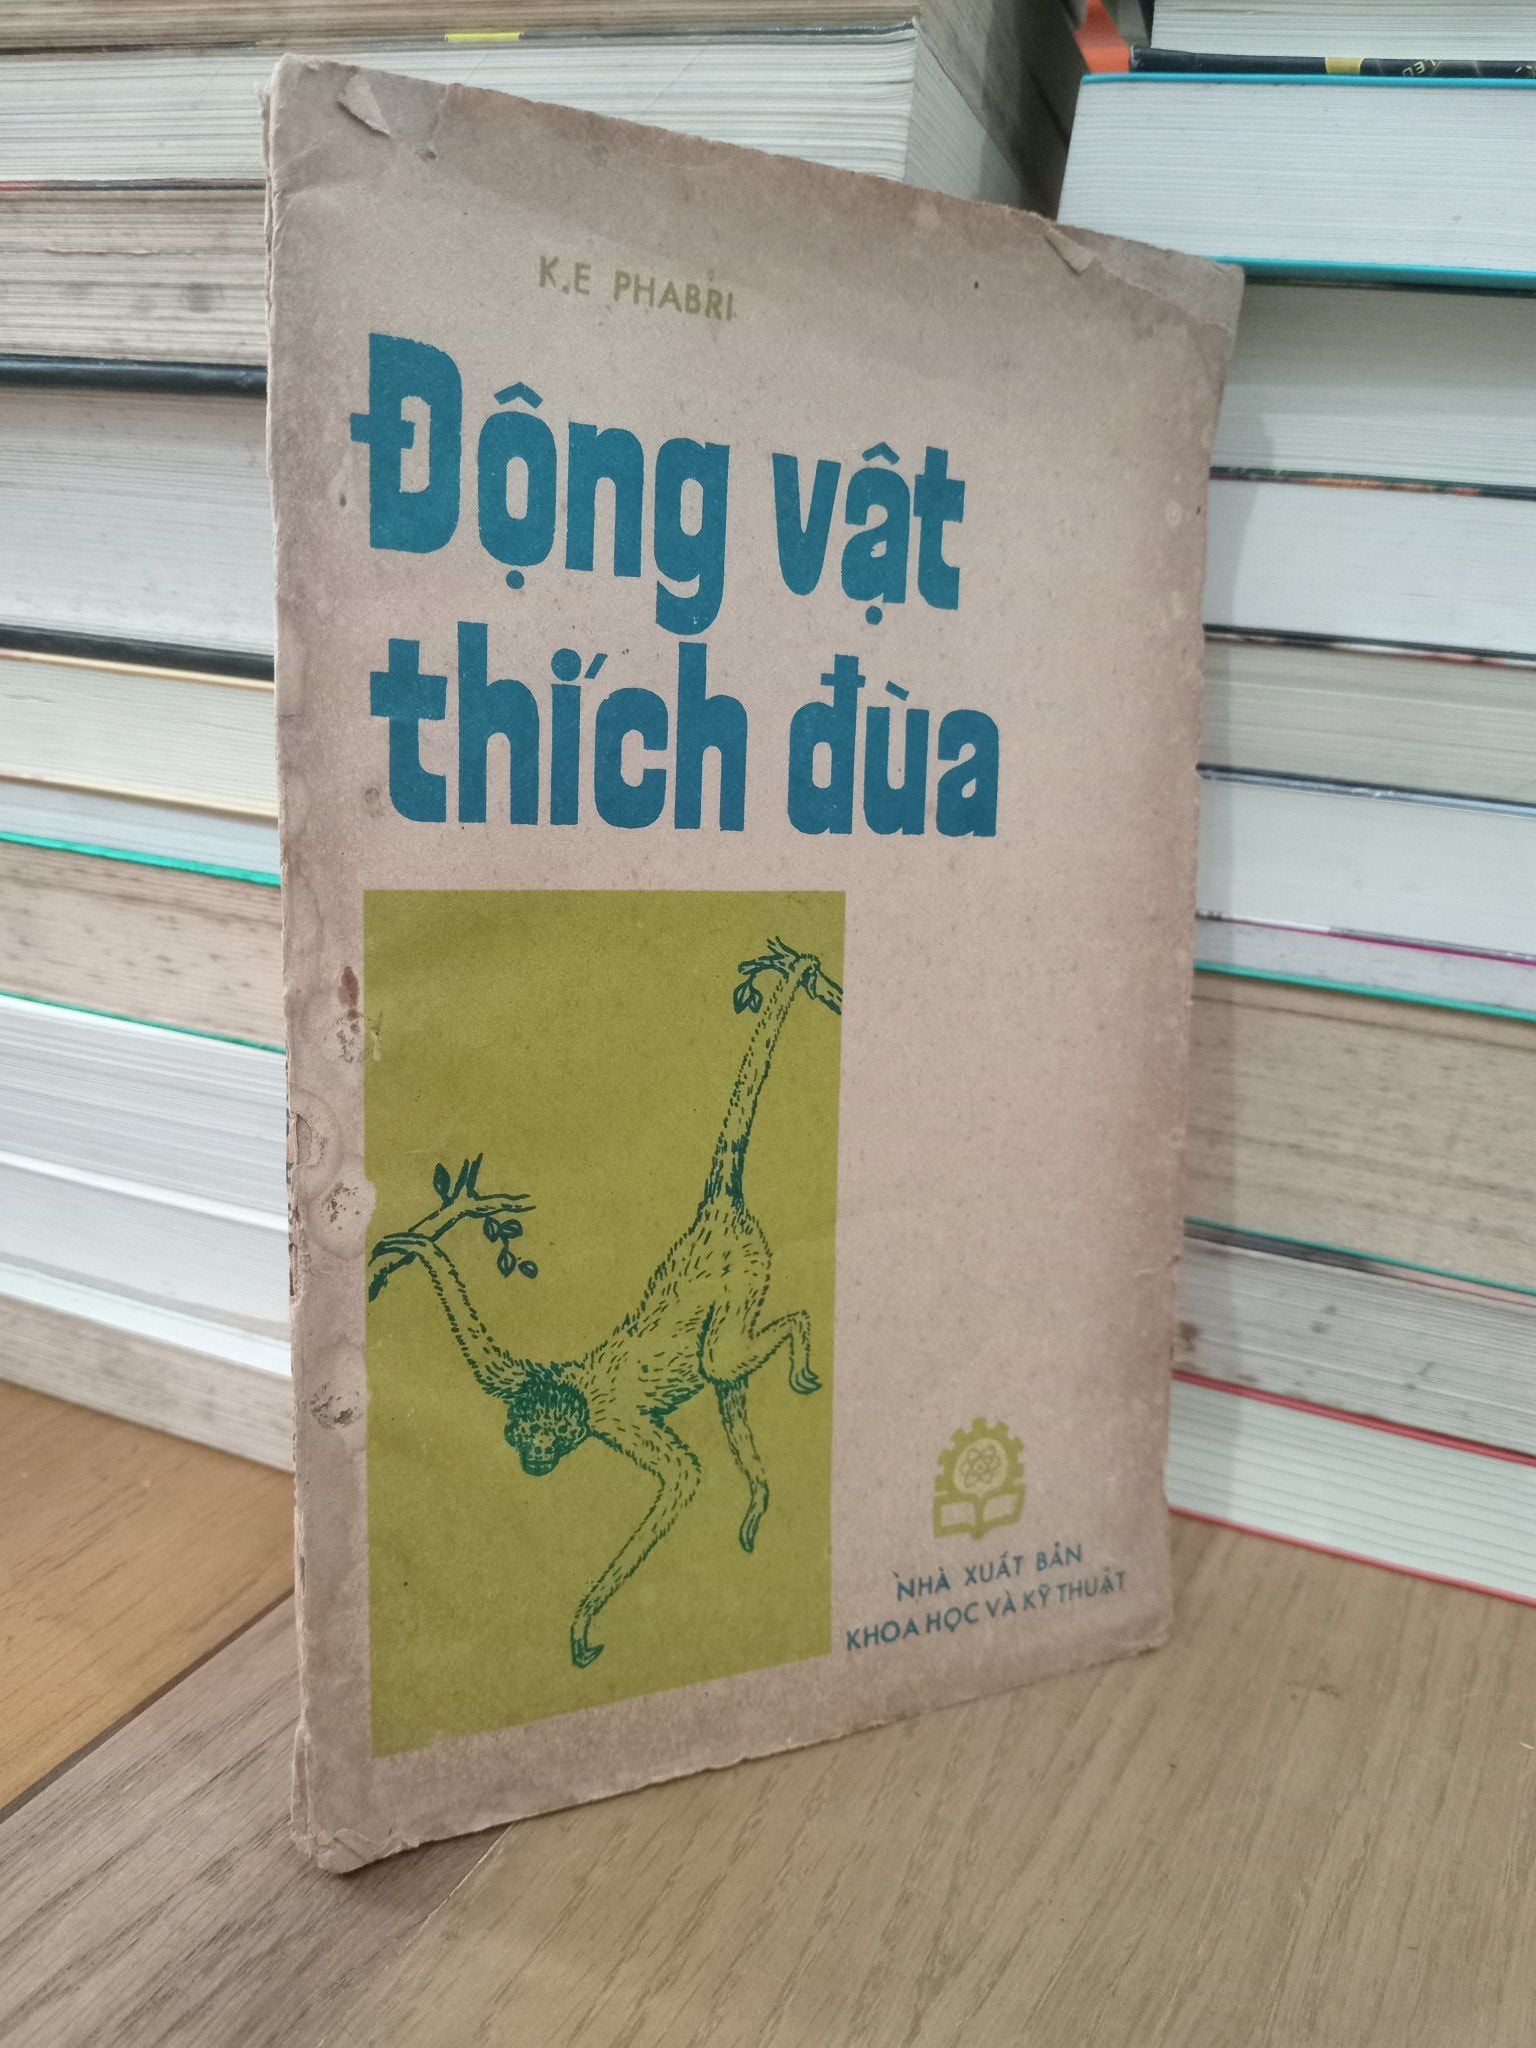 K.E PHABRI
Động vật
thích đùa
NHÀ XUẤT BẢN
KHOA HỌC VÀ KỸ THUẬT